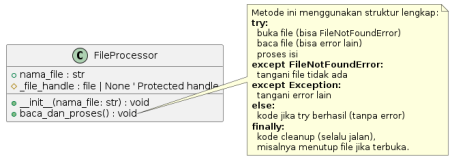 C FileProcessor
nama_file : str
_file_handle : file | None ' Protected handle
__init__(nama_file: str) : void
baca_dan_proses() : void
Metode ini menggunakan struktur lengkap:
try:
buka file (bisa FileNotFoundError)
baca file (bisa error lain)
proses isi
except FileNotFoundError:
tangani file tidak ada
except Exception:
tangani error lain
else:
kode jika try berhasil (tanpa error)
finally:
kode cleanup (selalu jalan),
misalnya menutup file jika terbuka.